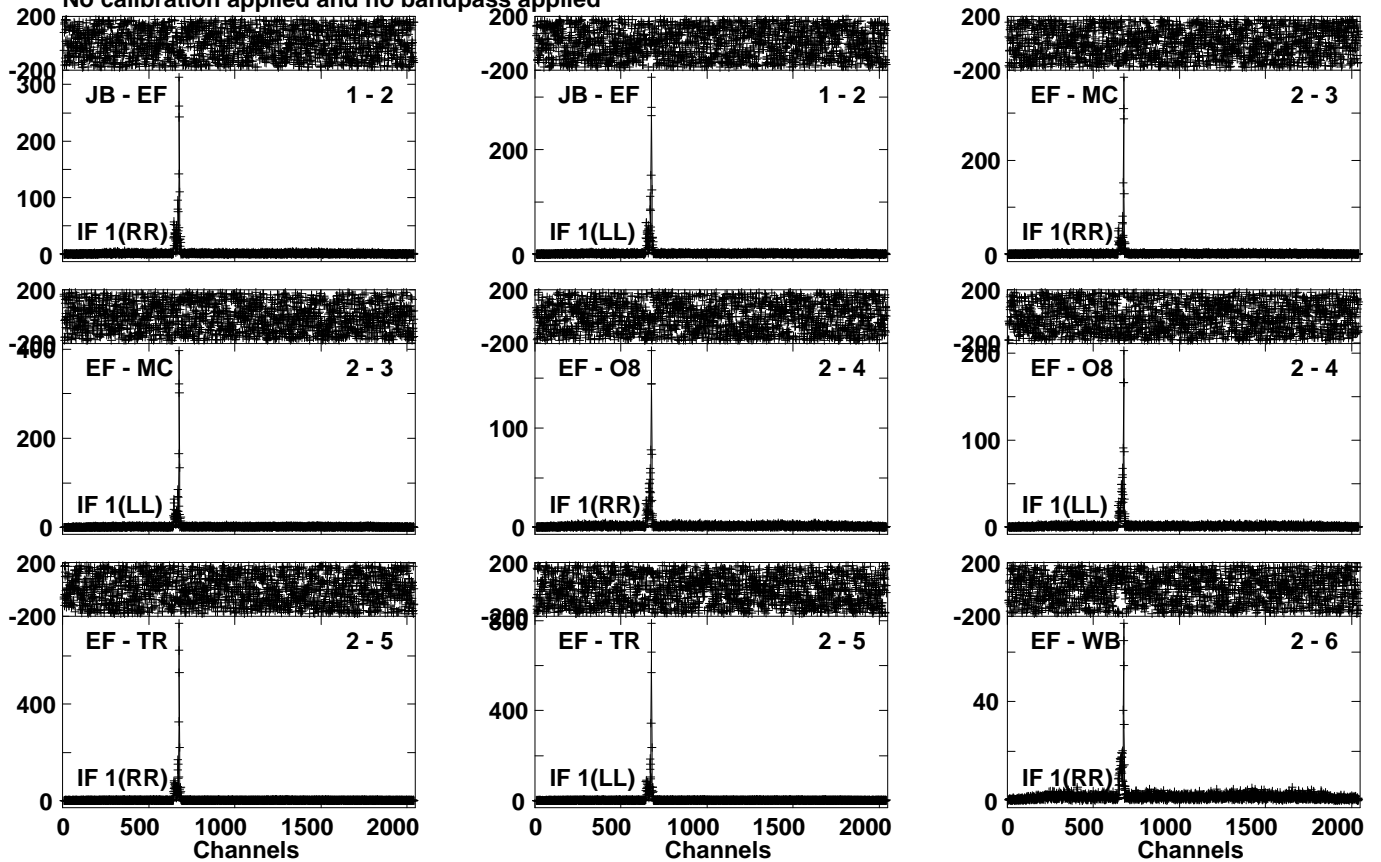 No calibration applied and no bandpass applied
200 200 200
-200 -200 -200
300 JB - EF 1 - 2 JB - EF 1 - 2 EF - MC 2 - 3
200 200 200
100
IF 1(RR) IF 1(LL) IF 1(RR)
0 0 0
200 200 200
-200 -200 -200
400 EF - MC 2 - 3 EF - O8 2 - 4 200 EF - O8 2 - 4
200 100 100
IF 1(LL) IF 1(RR) IF 1(LL)
0 0 0
200 200 200
-200 -200 -200
EF - TR 2 - 5 800 EF - TR 2 - 5 EF - WB 2 - 6
400 400 40
IF 1(RR) IF 1(LL) IF 1(RR)
0 0 0
0 500 1000 1500 2000 0 500 1000 1500 2000 0 500 1000 1500 2000
Channels Channels Channels